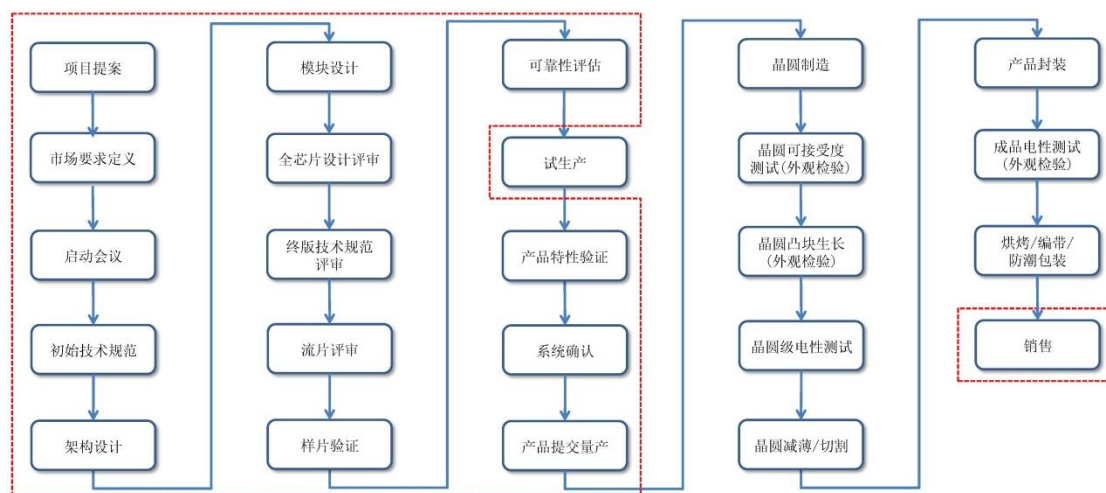 项目提案
市场要求定义
启动会议
初始技术规范
架构设计
模块设计
全芯片设计评审
终版技术规范
评审
流片评审
样片验证
可靠性评估
试生产
产品特性验证
系统确认
产品提交量产
晶圆制造
晶圆可接受度
测试(外观检验)
晶圆凸块生长
(外观检验)
晶圆级电性测试
晶圆减薄/切割
产品封装
成品电性测试
(外观检验)
烘烤/编带/
防潮包装
销售